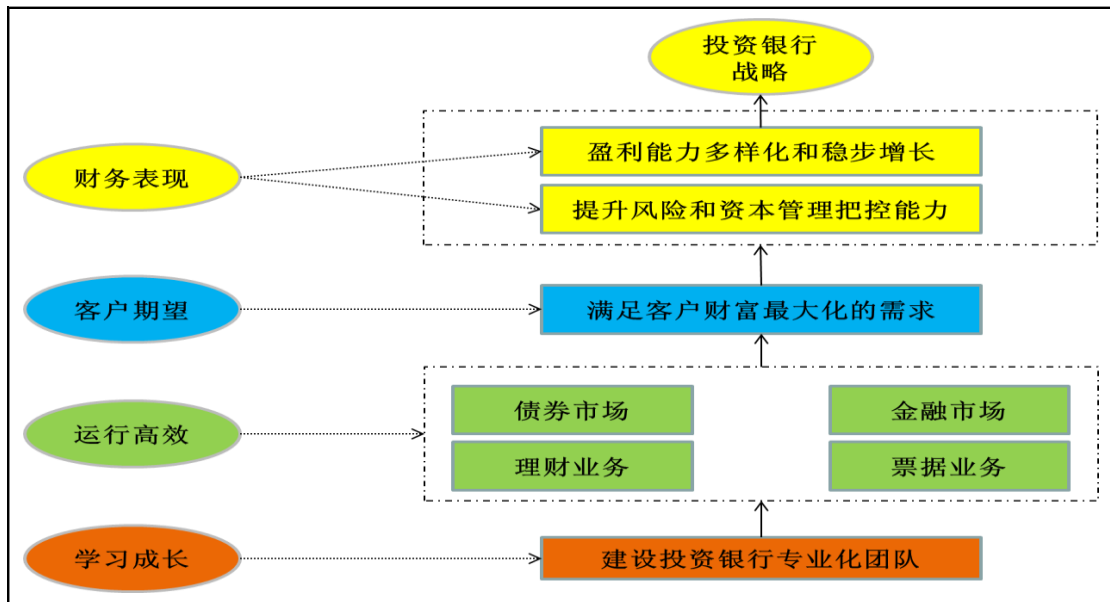 投资银行
战略
盈利能力多样化和稳步增长
财务表现
提升风险和资本管理把控能力
客户期望
满足客户财富最大化的需求
债券市场
金融市场
运行高效
理财业务
票据业务
学习成长
建设投资银行专业化团队